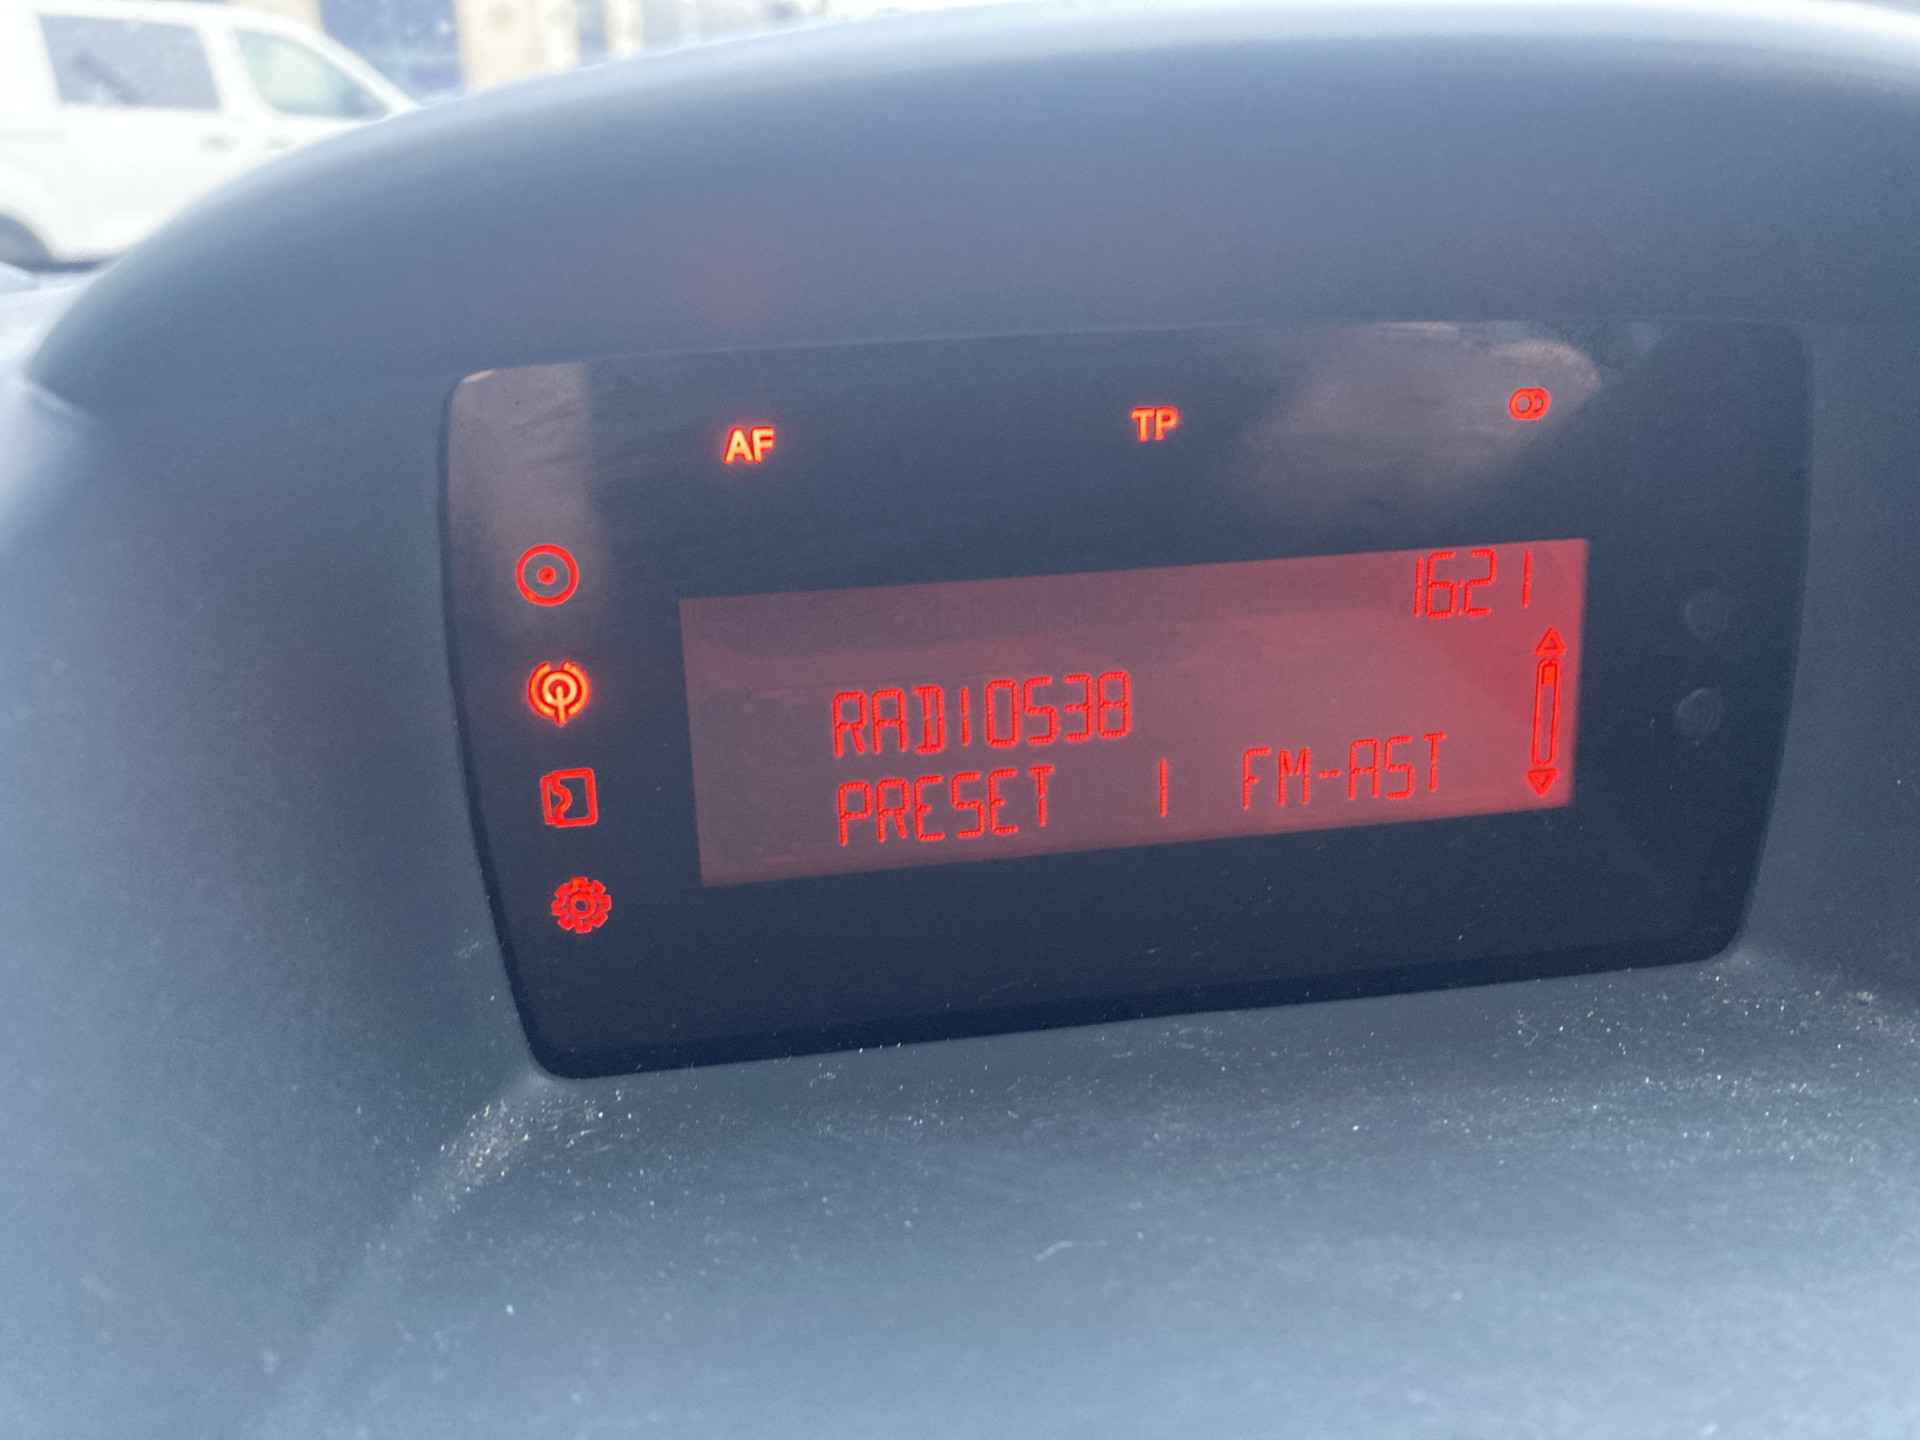 AF TP
16:21
RADIO538
PRESET 1 FM-AST